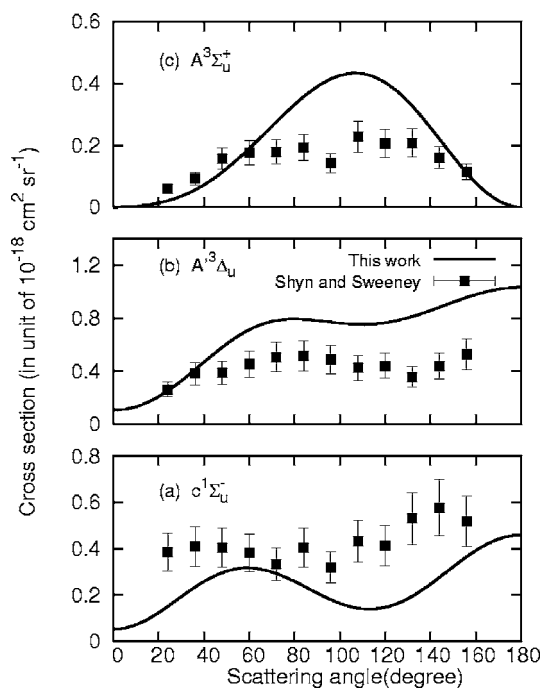 0.6
(c) A³Σᵤ⁺
0.4
0.2
0
1.2
(b) A'³Δᵤ
This work
Shyn and Sweeney
0.8
0.4
0
0.8
(a) c¹Σᵤ⁻
0.6
0.4
0.2
0
0 20 40 60 80 100 120 140 160 180
Scattering angle(degree)
Cross section (in unit of 10⁻¹⁸ cm² sr⁻¹)